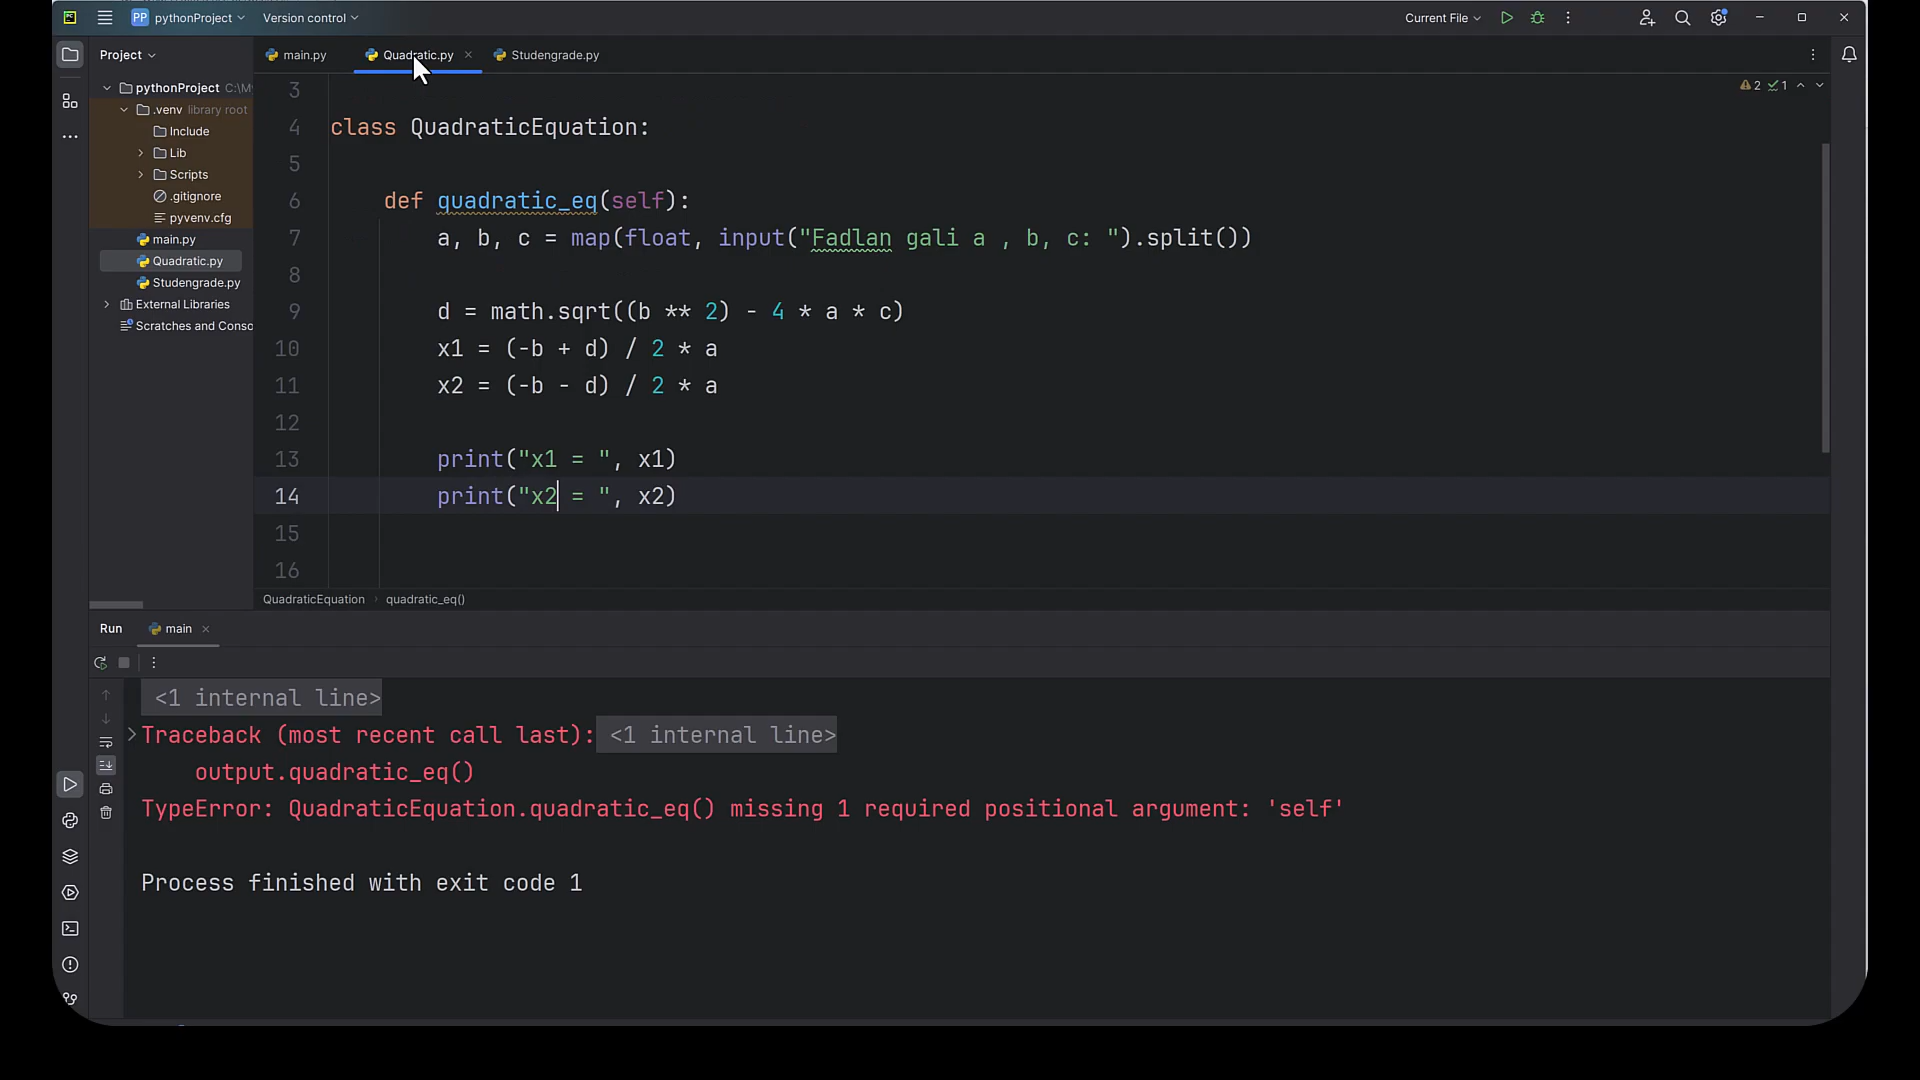 PP pythonProject Version control Current File
Project main.py Quadratic.py Studengrade.py
pythonProject C:\My
.venv library root
Include
Lib
Scripts
.gitignore
pyvenv.cfg
main.py
Quadratic.py
Studengrade.py
External Libraries
Scratches and Conso
2 1
3
4 class QuadraticEquation:
5
6 def quadratic_eq(self):
7 a, b, c = map(float, input("Fadlan gali a , b, c: ").split())
8
9 d = math.sqrt((b ** 2) - 4 * a * c)
10 x1 = (-b + d) / 2 * a
11 x2 = (-b - d) / 2 * a
12
13 print("x1 = ", x1)
14 print("x2 = ", x2)
15
16
QuadraticEquation › quadratic_eq()
Run main
<1 internal line>
Traceback (most recent call last): <1 internal line>
output.quadratic_eq()
TypeError: QuadraticEquation.quadratic_eq() missing 1 required positional argument: 'self'
Process finished with exit code 1